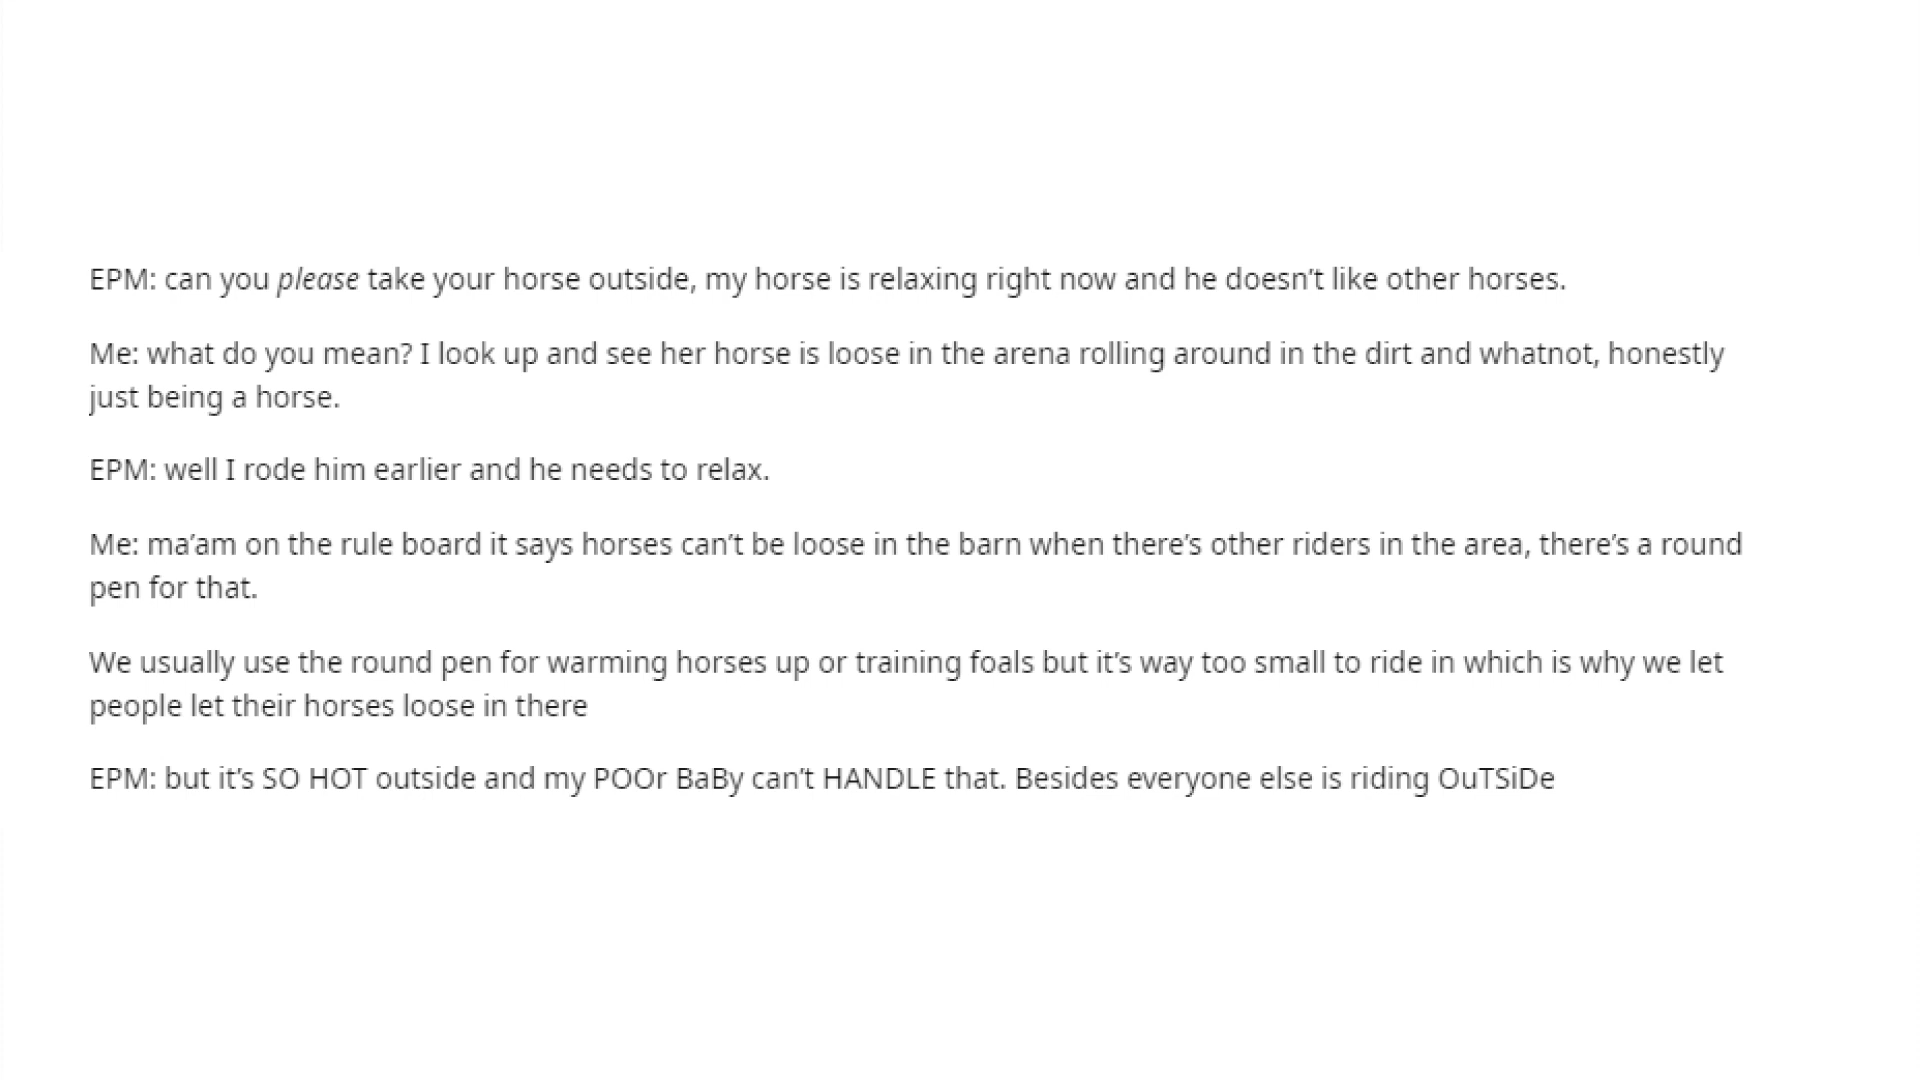 EPM: can you please take your horse outside, my horse is relaxing right now and he doesn’t like other horses.
Me: what do you mean? I look up and see her horse is loose in the arena rolling around in the dirt and whatnot, honestly
just being a horse.
EPM: well I rode him earlier and he needs to relax.
Me: ma’am on the rule board it says horses can’t be loose in the barn when there’s other riders in the area, there’s a round
pen for that.
We usually use the round pen for warming horses up or training foals but it’s way too small to ride in which is why we let
people let their horses loose in there
EPM: but it’s SO HOT outside and my POOr BaBy can’t HANDLE that. Besides everyone else is riding OuTSiDe